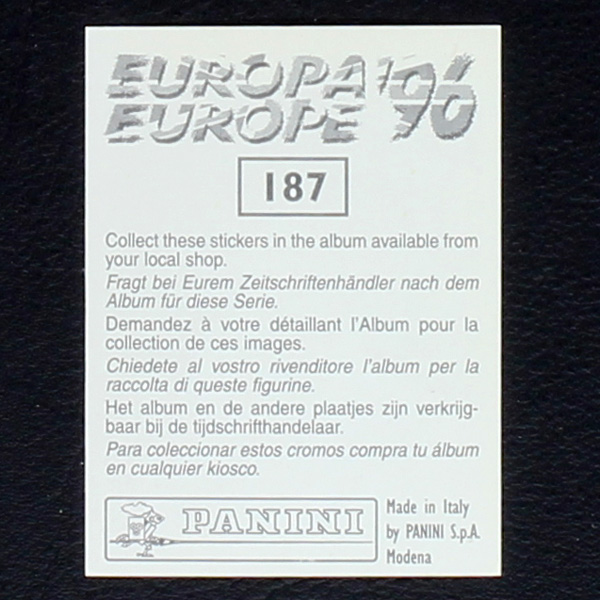 EUROPA '96
EUROPE
187
Collect these stickers in the album available from
your local shop.
Fragt bei Eurem Zeitschriftenhändler nach dem
Album für diese Serie.
Demandez à votre détaillant l'Album pour la
collection de ces images.
Chiedete al vostro rivenditore l'album per la
raccolta di queste figurine.
Het album en de andere plaatjes zijn verkrijg-
baar bij de tijdschrifthandelaar.
Para coleccionar estos cromos compra tu álbum
en cualquier kiosco.
PANINI
Made in Italy
by PANINI S.p.A.
Modena